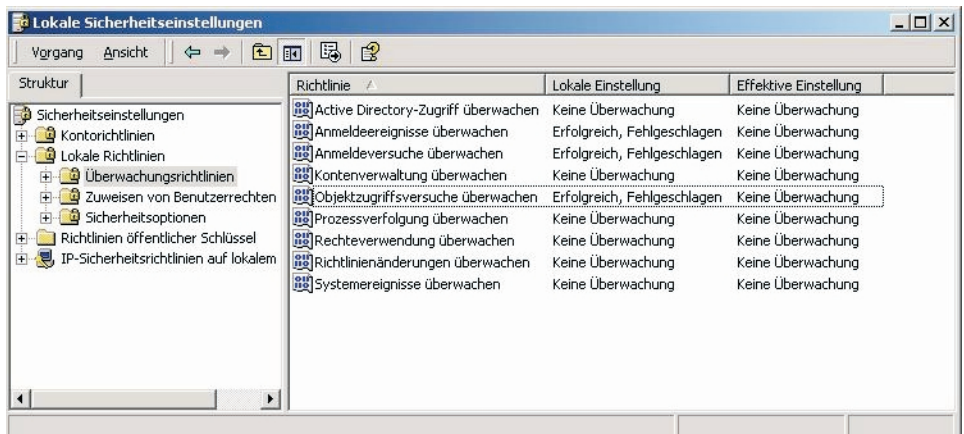 Lokale Sicherheitseinstellungen
Vorgang Ansicht
Struktur
Sicherheitseinstellungen
Kontorichtlinien
Lokale Richtlinien
Überwachungsrichtlinien
Zuweisen von Benutzerrechten
Sicherheitsoptionen
Richtlinien öffentlicher Schlüssel
IP-Sicherheitsrichtlinien auf lokalem
Richtlinie Lokale Einstellung Effektive Einstellung
Active Directory-Zugriff überwachen Keine Überwachung Keine Überwachung
Anmeldeereignisse überwachen Erfolgreich, Fehlgeschlagen Keine Überwachung
Anmeldeversuche überwachen Erfolgreich, Fehlgeschlagen Keine Überwachung
Kontenverwaltung überwachen Keine Überwachung Keine Überwachung
Objektzugriffsversuche überwachen Erfolgreich, Fehlgeschlagen Keine Überwachung
Prozessverfolgung überwachen Keine Überwachung Keine Überwachung
Rechteverwendung überwachen Keine Überwachung Keine Überwachung
Richtlinienänderungen überwachen Keine Überwachung Keine Überwachung
Systemereignisse überwachen Keine Überwachung Keine Überwachung